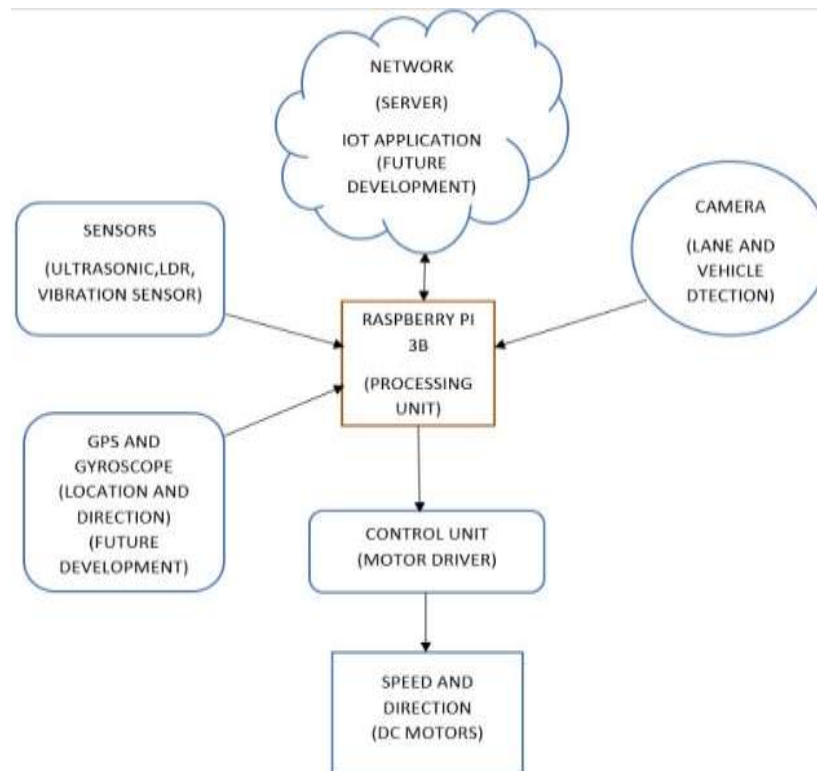 NETWORK
(SERVER)
IOT APPLICATION
(FUTURE
DEVELOPMENT)
SENSORS
(ULTRASONIC,LDR,
VIBRATION SENSOR)
CAMERA
(LANE AND
VEHICLE
DTECTION)
RASPBERRY PI
3B
(PROCESSING
UNIT)
GPS AND
GYROSCOPE
(LOCATION AND
DIRECTION)
(FUTURE
DEVELOPMENT)
CONTROL UNIT
(MOTOR DRIVER)
SPEED AND
DIRECTION
(DC MOTORS)